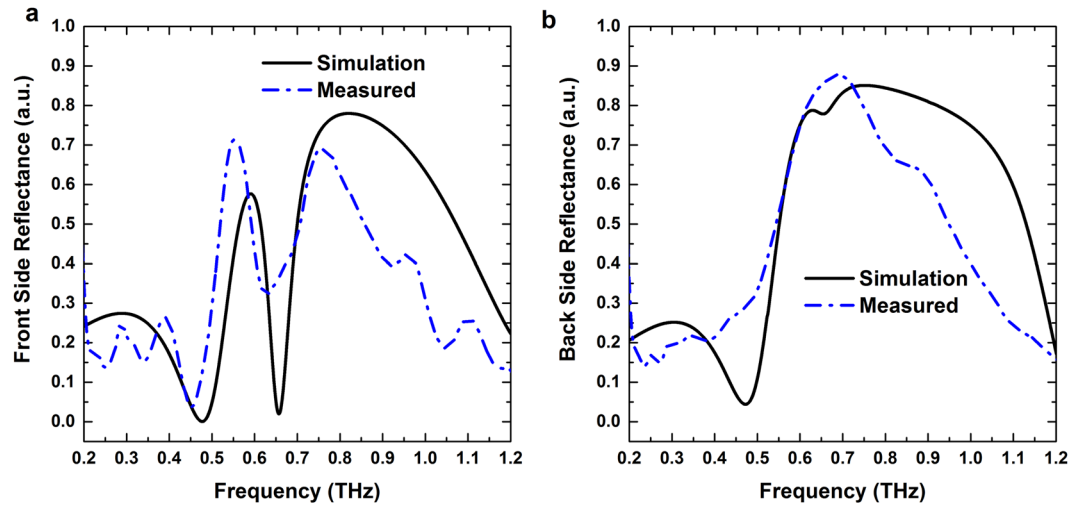 a
Front Side Reflectance (a.u.)
1.0
0.9
0.8
0.7
0.6
0.5
0.4
0.3
0.2
0.1
0.0
Simulation
Measured
0.2 0.3 0.4 0.5 0.6 0.7 0.8 0.9 1.0 1.1 1.2
Frequency (THz)
b
Back Side Reflectance (a.u.)
1.0
0.9
0.8
0.7
0.6
0.5
0.4
0.3
0.2
0.1
0.0
Simulation
Measured
0.2 0.3 0.4 0.5 0.6 0.7 0.8 0.9 1.0 1.1 1.2
Frequency (THz)